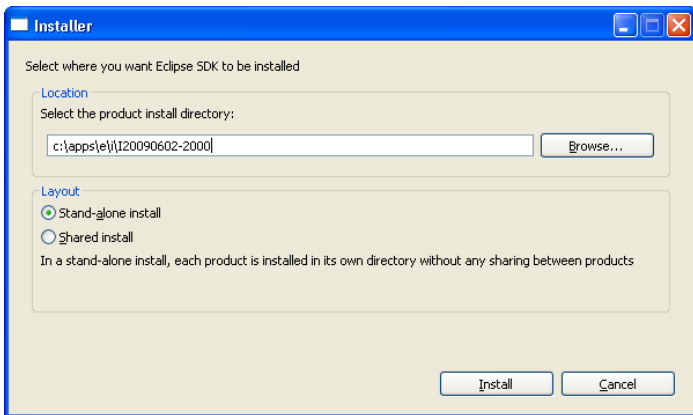 Installer
Select where you want Eclipse SDK to be installed
Location
Select the product install directory:
c:\apps\e\i\I20090602-2000
Browse...
Layout
Stand-alone install
Shared install
In a stand-alone install, each product is installed in its own directory without any sharing between products
Install
Cancel